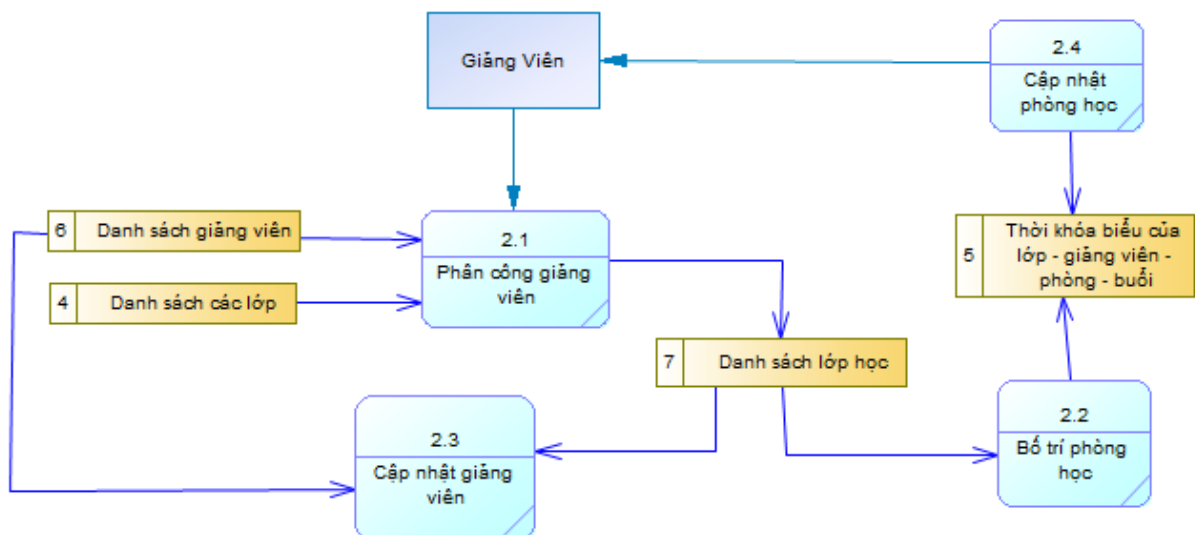 Giảng Viên
2.4
Cập nhật
phòng học
6 Danh sách giảng viên
2.1
Phân công giảng
viên
4 Danh sách các lớp
5 Thời khóa biểu của
lớp - giảng viên -
phòng - buổi
7 Danh sách lớp học
2.3
Cập nhật giảng
viên
2.2
Bố trí phòng
học